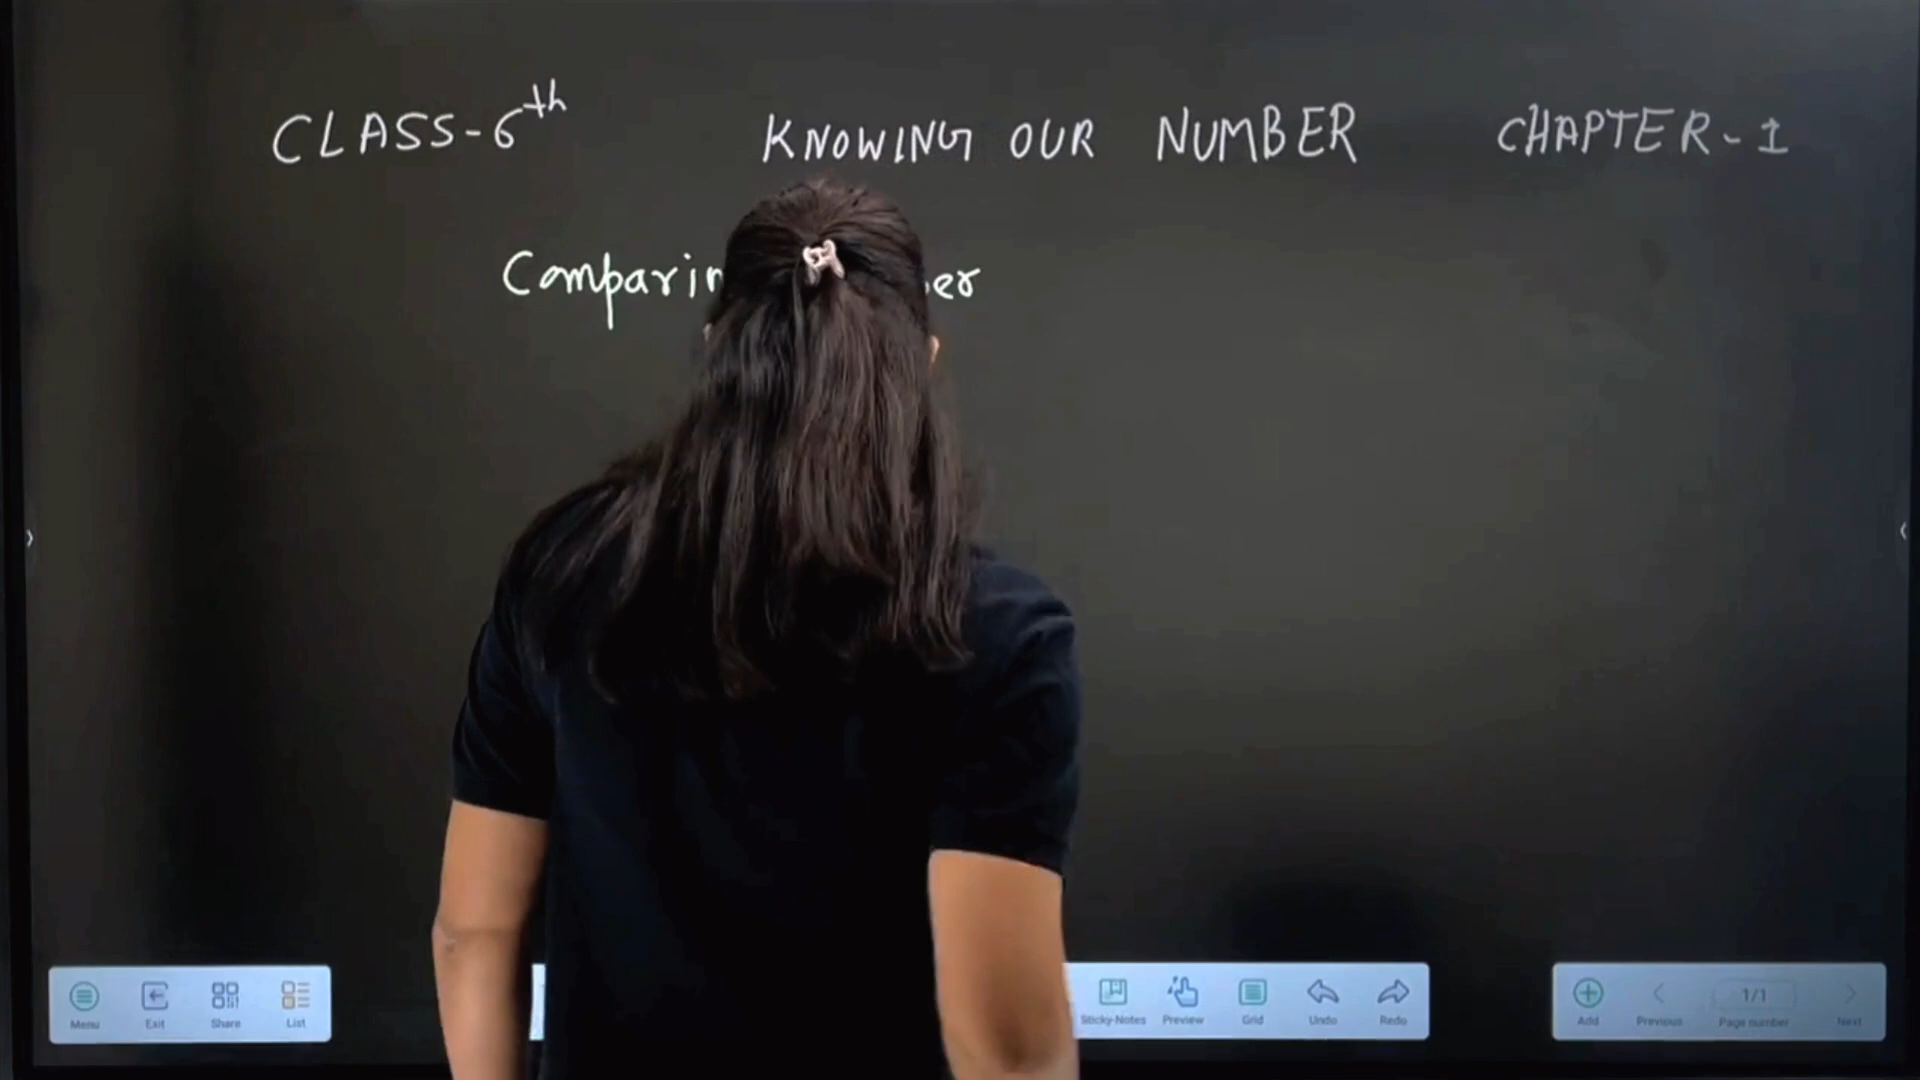 CLASS-6th KNOWING OUR NUMBER CHAPTER-1
Menu Exit Share List Sticky-Notes Preview Grid Undo Redo Add Previous 1/1 Page number Next